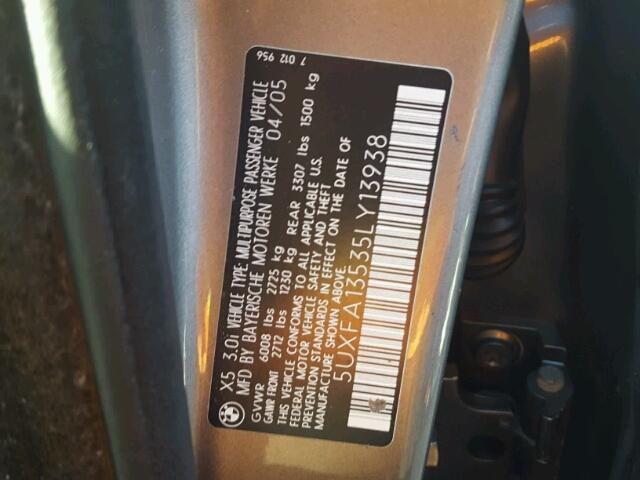 7 012 956
X5 3.0i VEHICLE TYPE: MULTIPURPOSE PASSENGER VEHICLE
MFD BY BAYERISCHE MOTOREN WERKE 04/05
GVWR 6008 lbs 2725 kg
GAWR FRONT 2712 lbs 1230 kg REAR 3307 lbs 1500 kg
THIS VEHICLE CONFORMS TO ALL APPLICABLE U.S.
FEDERAL MOTOR VEHICLE SAFETY AND THEFT
PREVENTION STANDARDS IN EFFECT ON THE DATE OF
MANUFACTURE SHOWN ABOVE.
5UXFA13535LY13938